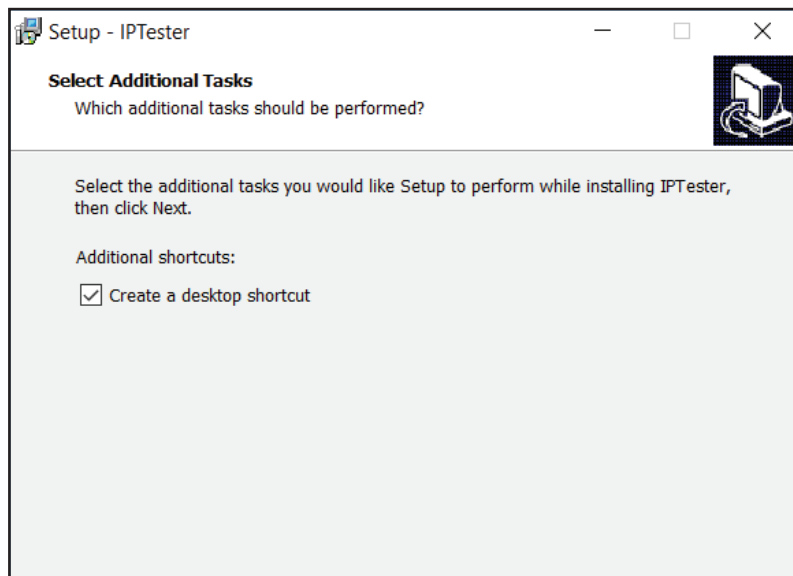 Setup - IPTester
Select Additional Tasks
Which additional tasks should be performed?
Select the additional tasks you would like Setup to perform while installing IPTester,
then click Next.
Additional shortcuts:
Create a desktop shortcut